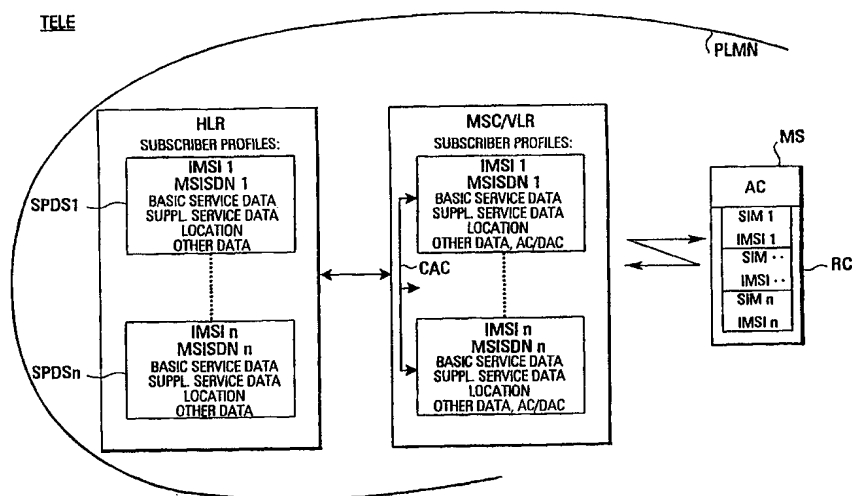 TELE
PLMN
HLR
SUBSCRIBER PROFILES:
IMSI 1
MSISDN 1
BASIC SERVICE DATA
SUPPL. SERVICE DATA
LOCATION
OTHER DATA
SPDS1
IMSI n
MSISDN n
BASIC SERVICE DATA
SUPPL. SERVICE DATA
LOCATION
OTHER DATA
SPDSn
MSC/VLR
SUBSCRIBER PROFILES:
IMSI 1
MSISDN 1
BASIC SERVICE DATA
SUPPL. SERVICE DATA
LOCATION
OTHER DATA, AC/DAC
CAC
IMSI n
MSISDN n
BASIC SERVICE DATA
SUPPL. SERVICE DATA
LOCATION
OTHER DATA, AC/DAC
MS
AC
SIM 1
IMSI 1
SIM ··
IMSI ··
SIM n
IMSI n
RC